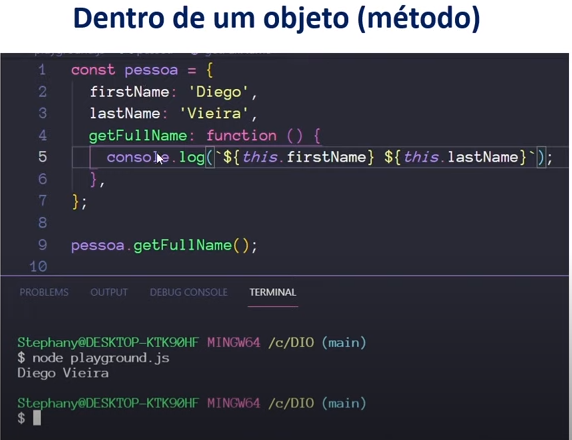 Dentro de um objeto (método)
1 const pessoa = {
2 firstName: 'Diego',
3 lastName: 'Vieira',
4 getFullName: function () {
5 console.log(`${this.firstName} ${this.lastName}`);
6 },
7 };
8
9 pessoa.getFullName();
10
PROBLEMS OUTPUT DEBUG CONSOLE TERMINAL
Stephany@DESKTOP-KTK90HF MINGW64 /c/DIO (main)
$ node playground.js
Diego Vieira
Stephany@DESKTOP-KTK90HF MINGW64 /c/DIO (main)
$